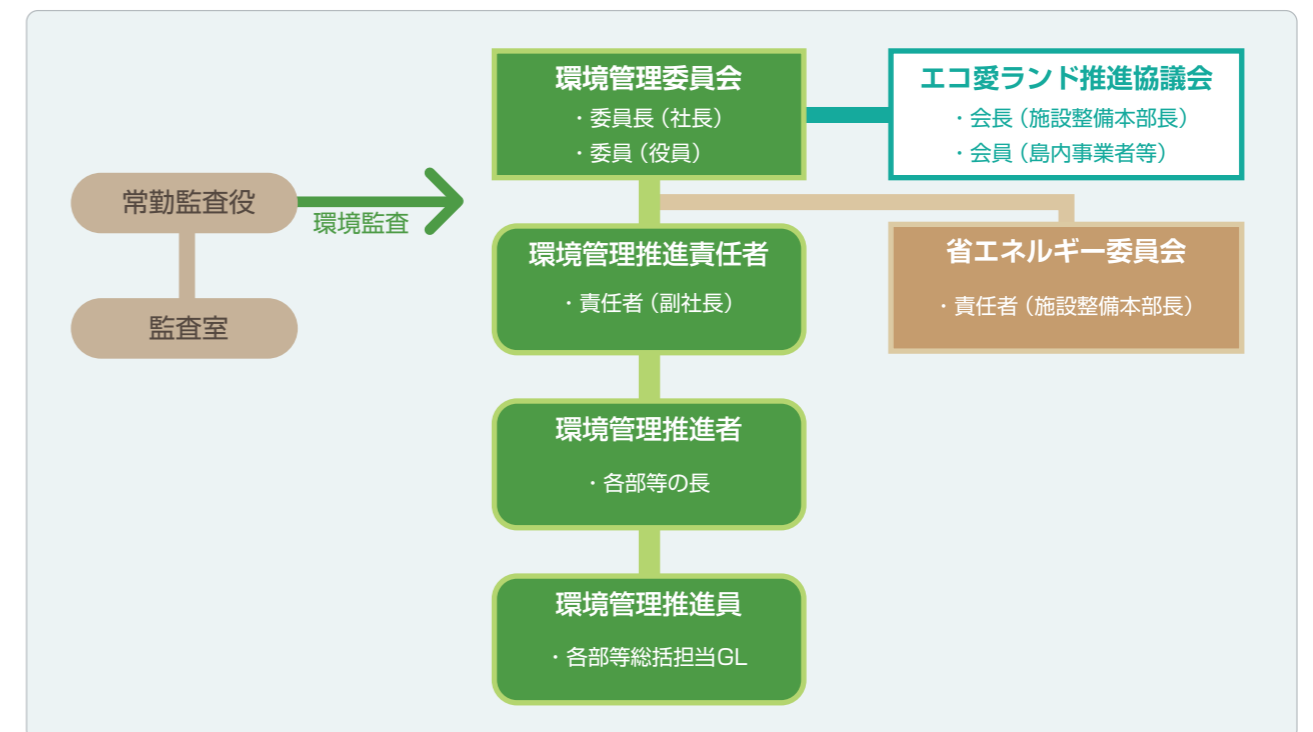 環境管理委員会
・委員長（社長）
・委員（役員）
エコ愛ランド推進協議会
・会長（施設整備本部長）
・会員（島内事業者等）
常勤監査役
環境監査
監査室
環境管理推進責任者
・責任者（副社長）
省エネルギー委員会
・責任者（施設整備本部長）
環境管理推進者
・各部等の長
環境管理推進員
・各部等総括担当GL